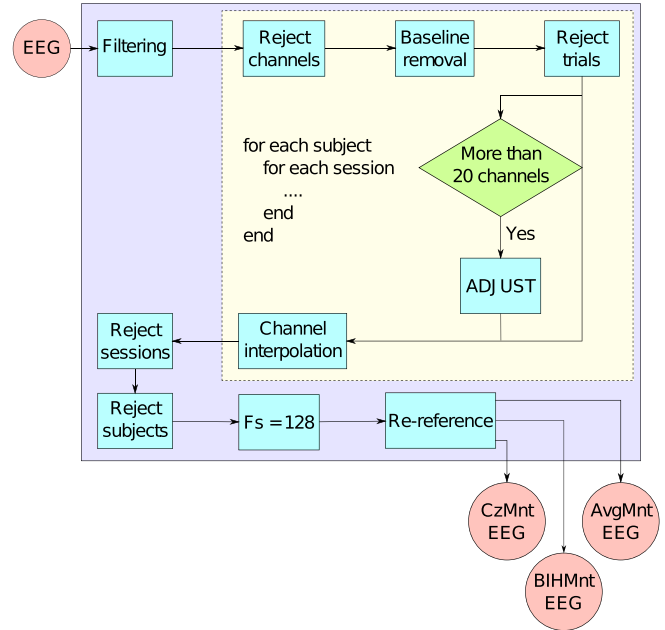 EEG
Filtering
Reject
channels
Baseline
removal
Reject
trials
for each subject
for each session
....
end
end
More than
20 channels
Yes
ADJUST
Channel
interpolation
Reject
sessions
Reject
subjects
Fs = 128
Re-reference
CzMnt
EEG
AvgMnt
EEG
BIHMnt
EEG